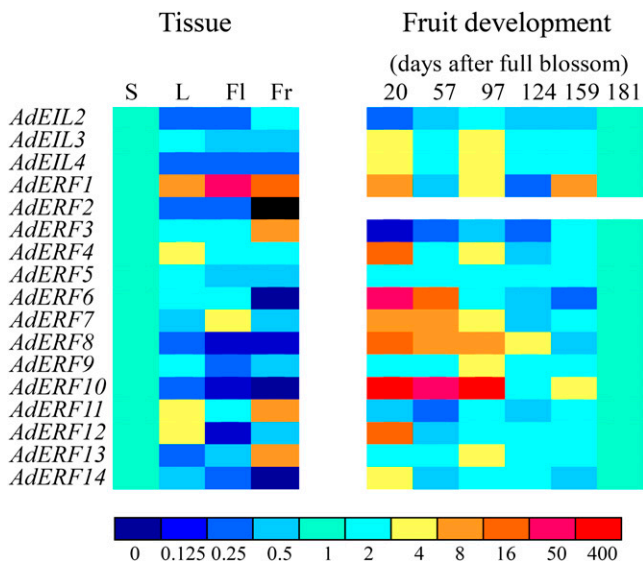 Tissue Fruit development
(days after full blossom)
S L Fl Fr 20 57 97 124 159 181
AdEIL2
AdEIL3
AdEIL4
AdERF1
AdERF2
AdERF3
AdERF4
AdERF5
AdERF6
AdERF7
AdERF8
AdERF9
AdERF10
AdERF11
AdERF12
AdERF13
AdERF14
0 0.125 0.25 0.5 1 2 4 8 16 50 400